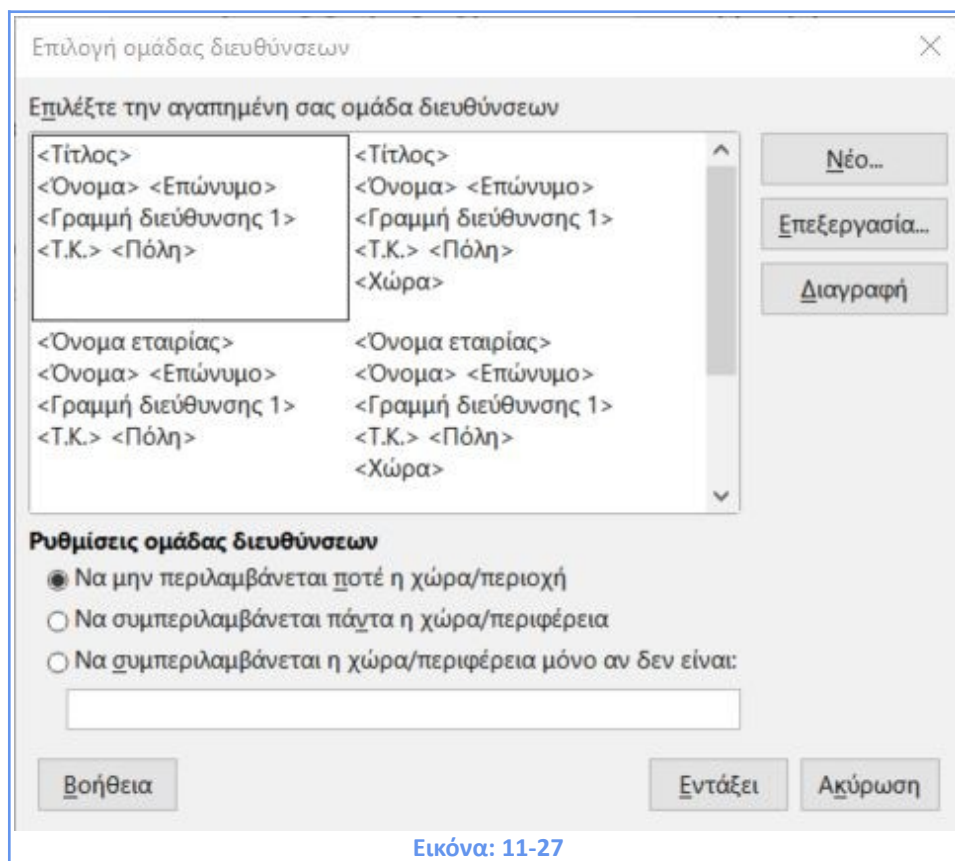 Επιλογή ομάδας διευθύνσεων
Επιλέξτε την αγαπημένη σας ομάδα διευθύνσεων
<Τίτλος>
<Όνομα> <Επώνυμο>
<Γραμμή διεύθυνσης 1>
<Τ.Κ.> <Πόλη>
<Τίτλος>
<Όνομα> <Επώνυμο>
<Γραμμή διεύθυνσης 1>
<Τ.Κ.> <Πόλη>
<Χώρα>
<Όνομα εταιρίας>
<Όνομα> <Επώνυμο>
<Γραμμή διεύθυνσης 1>
<Τ.Κ.> <Πόλη>
<Όνομα εταιρίας>
<Όνομα> <Επώνυμο>
<Γραμμή διεύθυνσης 1>
<Τ.Κ.> <Πόλη>
<Χώρα>
Νέο...
Επεξεργασία...
Διαγραφή
Ρυθμίσεις ομάδας διευθύνσεων
Να μην περιλαμβάνεται ποτέ η χώρα/περιοχή
Να συμπεριλαμβάνεται πάντα η χώρα/περιφέρεια
Να συμπεριλαμβάνεται η χώρα/περιφέρεια μόνο αν δεν είναι:
Βοήθεια
Εντάξει
Ακύρωση
Εικόνα: 11-27